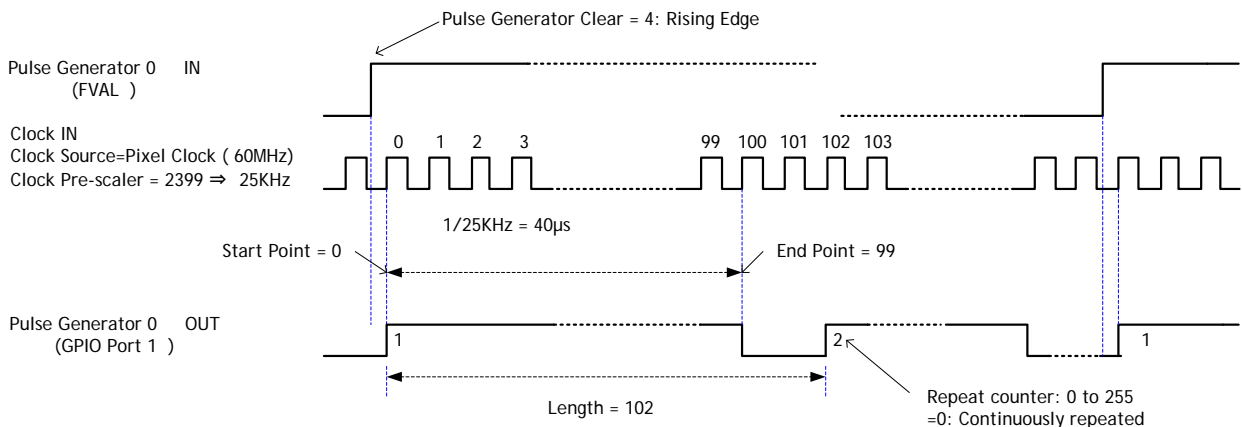 Pulse Generator Clear = 4: Rising Edge
Pulse Generator 0 IN
(FVAL )
Clock IN
Clock Source=Pixel Clock ( 60MHz)
Clock Pre-scaler = 2399 ⇒ 25KHz
0 1 2 3 99 100 101 102 103
1/25KHz = 40µs
Start Point = 0
End Point = 99
Pulse Generator 0 OUT
(GPIO Port 1 )
1 2 1
Length = 102
Repeat counter: 0 to 255
=0: Continuously repeated